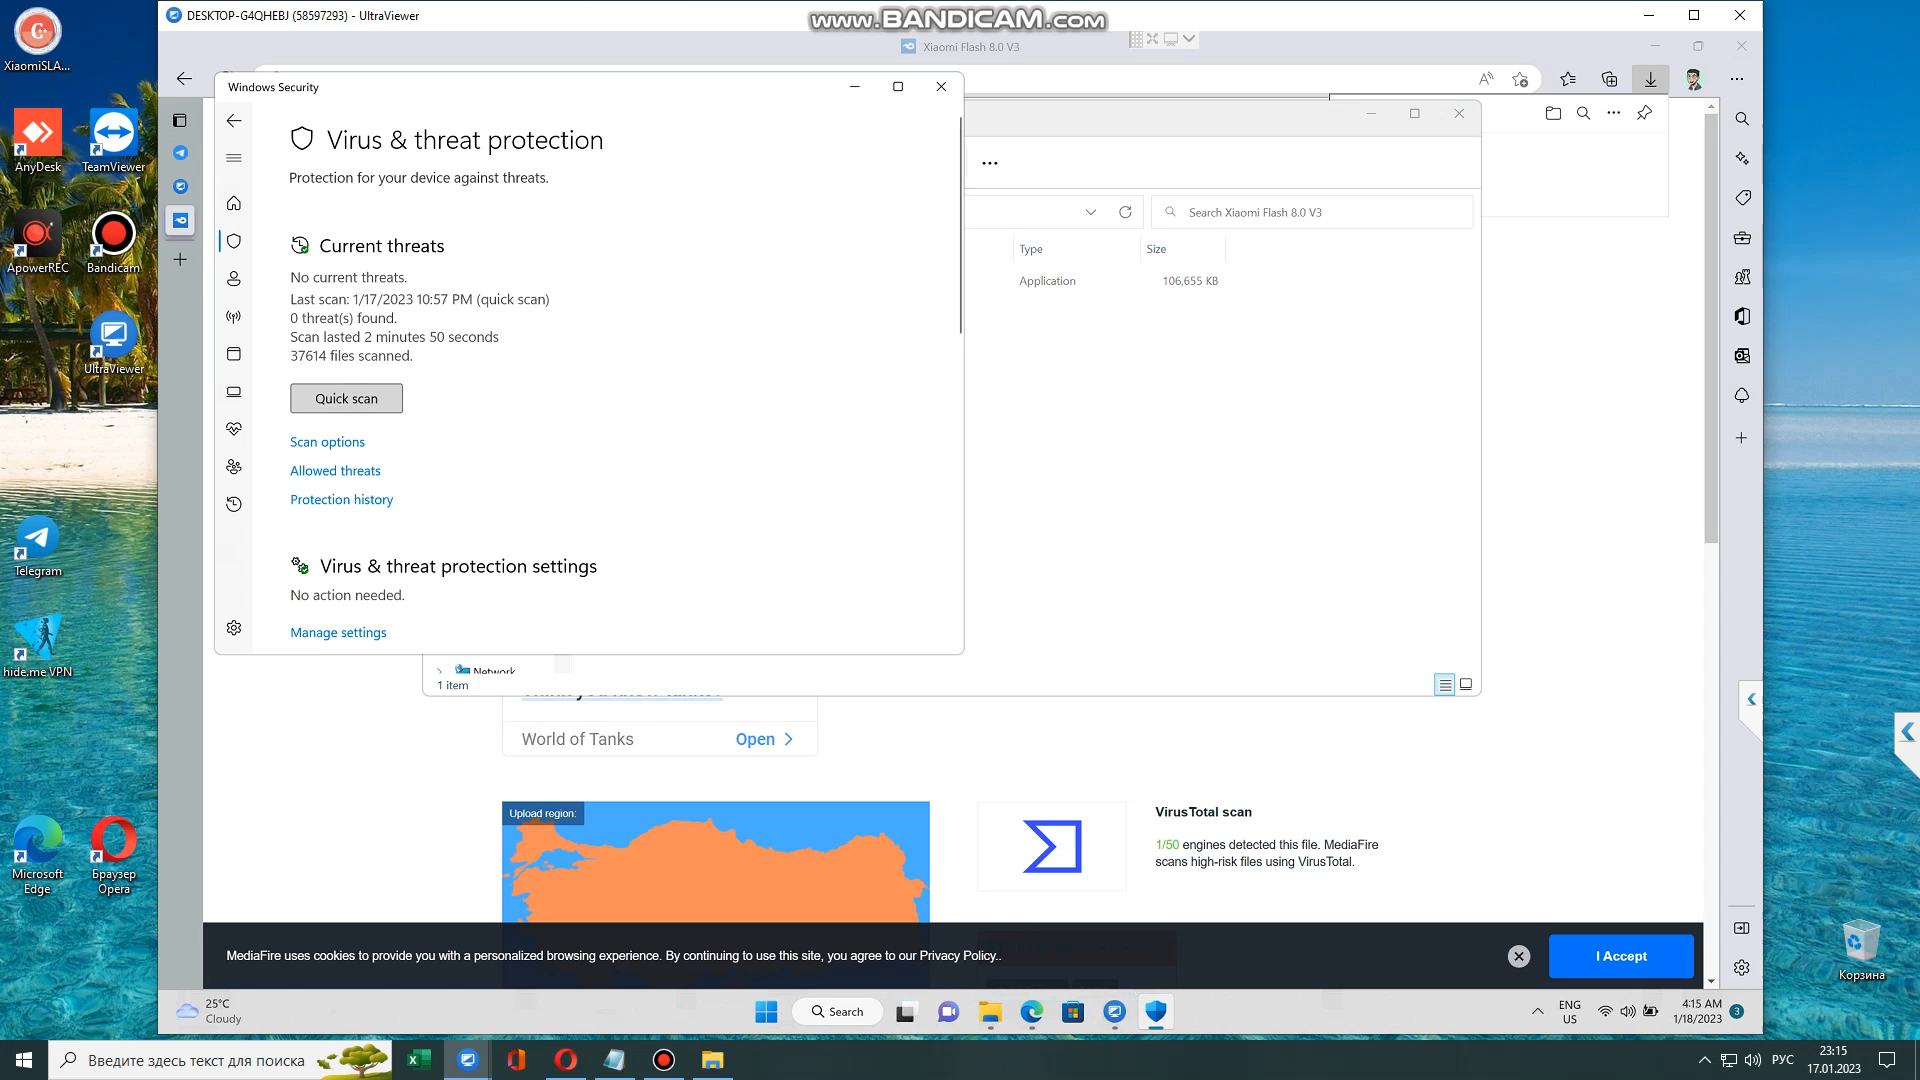 DESKTOP-G4QHEBJ (58597293) - UltraViewer
www.BANDICAM.com
Xiaomi Flash 8.0 V3
XiaomiSLA...
AnyDesk
TeamViewer
ApowerREC
Bandicam
UltraViewer
Telegram
hide.me VPN
Microsoft Edge
Браузер Opera
Корзина
Windows Security
Virus & threat protection
Protection for your device against threats.
Current threats
No current threats.
Last scan: 1/17/2023 10:57 PM (quick scan)
0 threat(s) found.
Scan lasted 2 minutes 50 seconds
37614 files scanned.
Quick scan
Scan options
Allowed threats
Protection history
Virus & threat protection settings
No action needed.
Manage settings
Search Xiaomi Flash 8.0 V3
Type
Size
Application
106,655 KB
Network
1 item
World of Tanks
Open
Upload region:
VirusTotal scan
1/50 engines detected this file. MediaFire
scans high-risk files using VirusTotal.
MediaFire uses cookies to provide you with a personalized browsing experience. By continuing to use this site, you agree to our Privacy Policy..
I Accept
25°C
Cloudy
Search
ENG
US
4:15 AM
1/18/2023
3
Введите здесь текст для поиска
РУС
23:15
17.01.2023